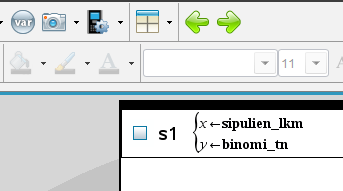 var
11
A
s1
x←sipulien_lkm
y←binomi_tn